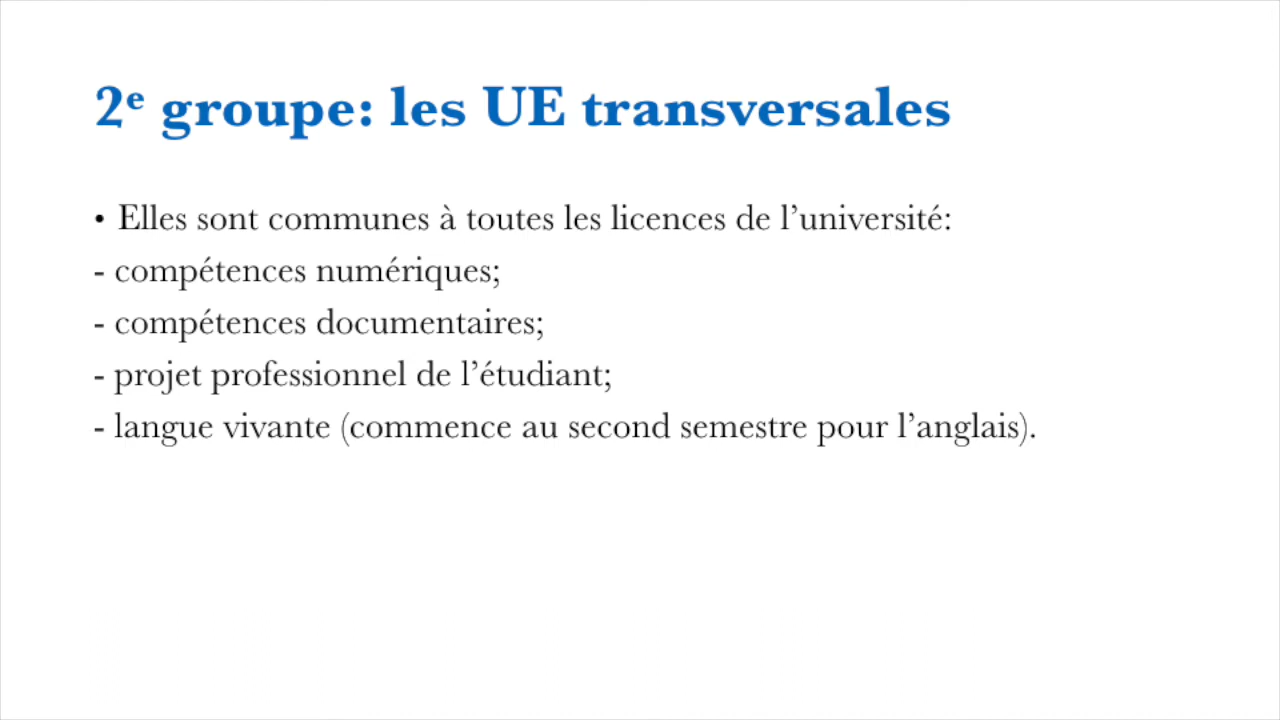 2e groupe: les UE transversales
• Elles sont communes à toutes les licences de l’université:
- compétences numériques;
- compétences documentaires;
- projet professionnel de l’étudiant;
- langue vivante (commence au second semestre pour l’anglais).